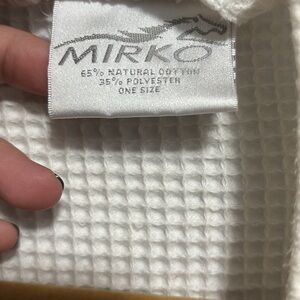 MIRKO
65% NATURAL COTTON
35% POLYESTER
ONE SIZE